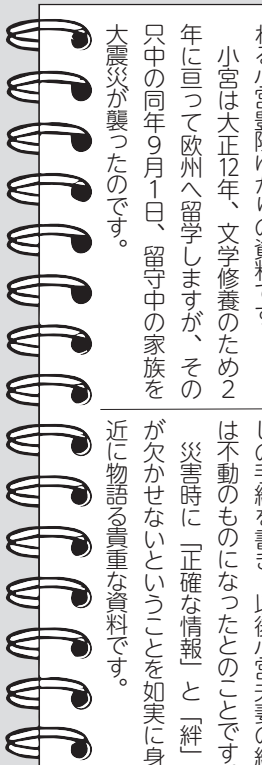 れる小宮豊隆ゆかりの資料です。
小宮は大正12年、文学修養のため2
年に亘って欧州へ留学しますが、その
只中の同年9月1日、留守中の家族を
大震災が襲ったのです。
しの手紙を書き、以後小宮夫妻の絆
は不動のものになったとのことです。
災害時に「正確な情報」と「絆」
が欠かせないということを如実に身
近に物語る貴重な資料です。